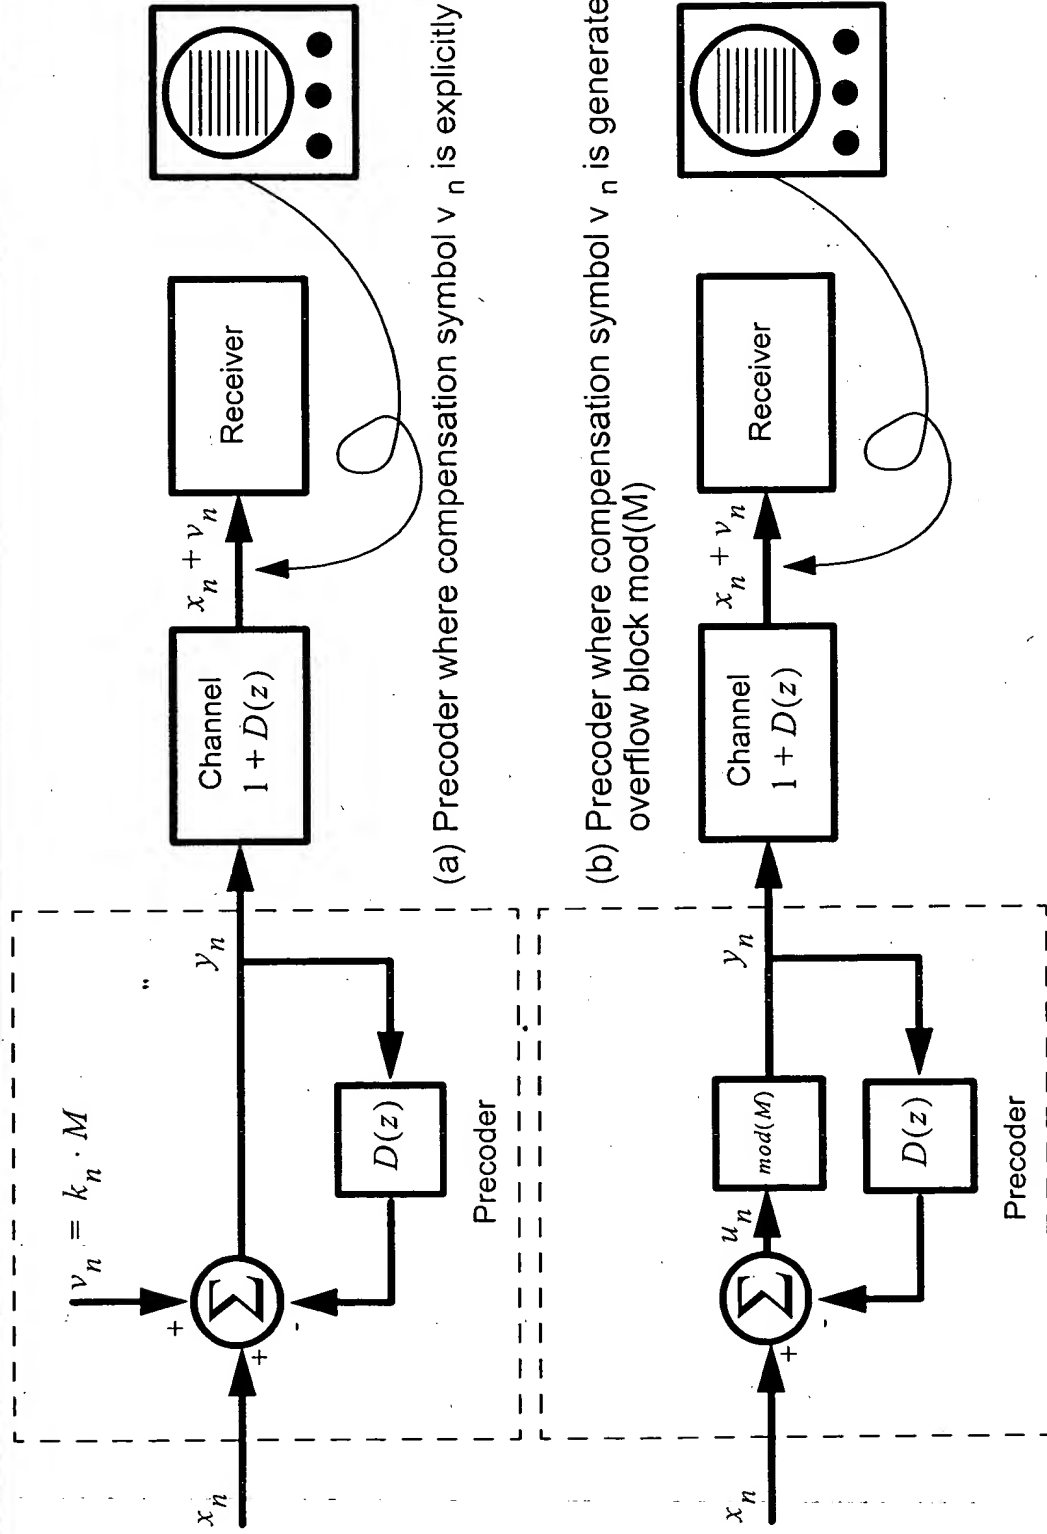 v_n = k_n · M
+
+
-
x_n
y_n
D(z)
Precoder
Channel
1 + D(z)
x_n + v_n
Receiver
(a) Precoder where compensation symbol v_n is explicitly
(b) Precoder where compensation symbol v_n is generate
overflow block mod(M)
x_n
+
-
Σ
u_n
mod(M)
y_n
D(z)
Precoder
Channel
1 + D(z)
x_n + v_n
Receiver